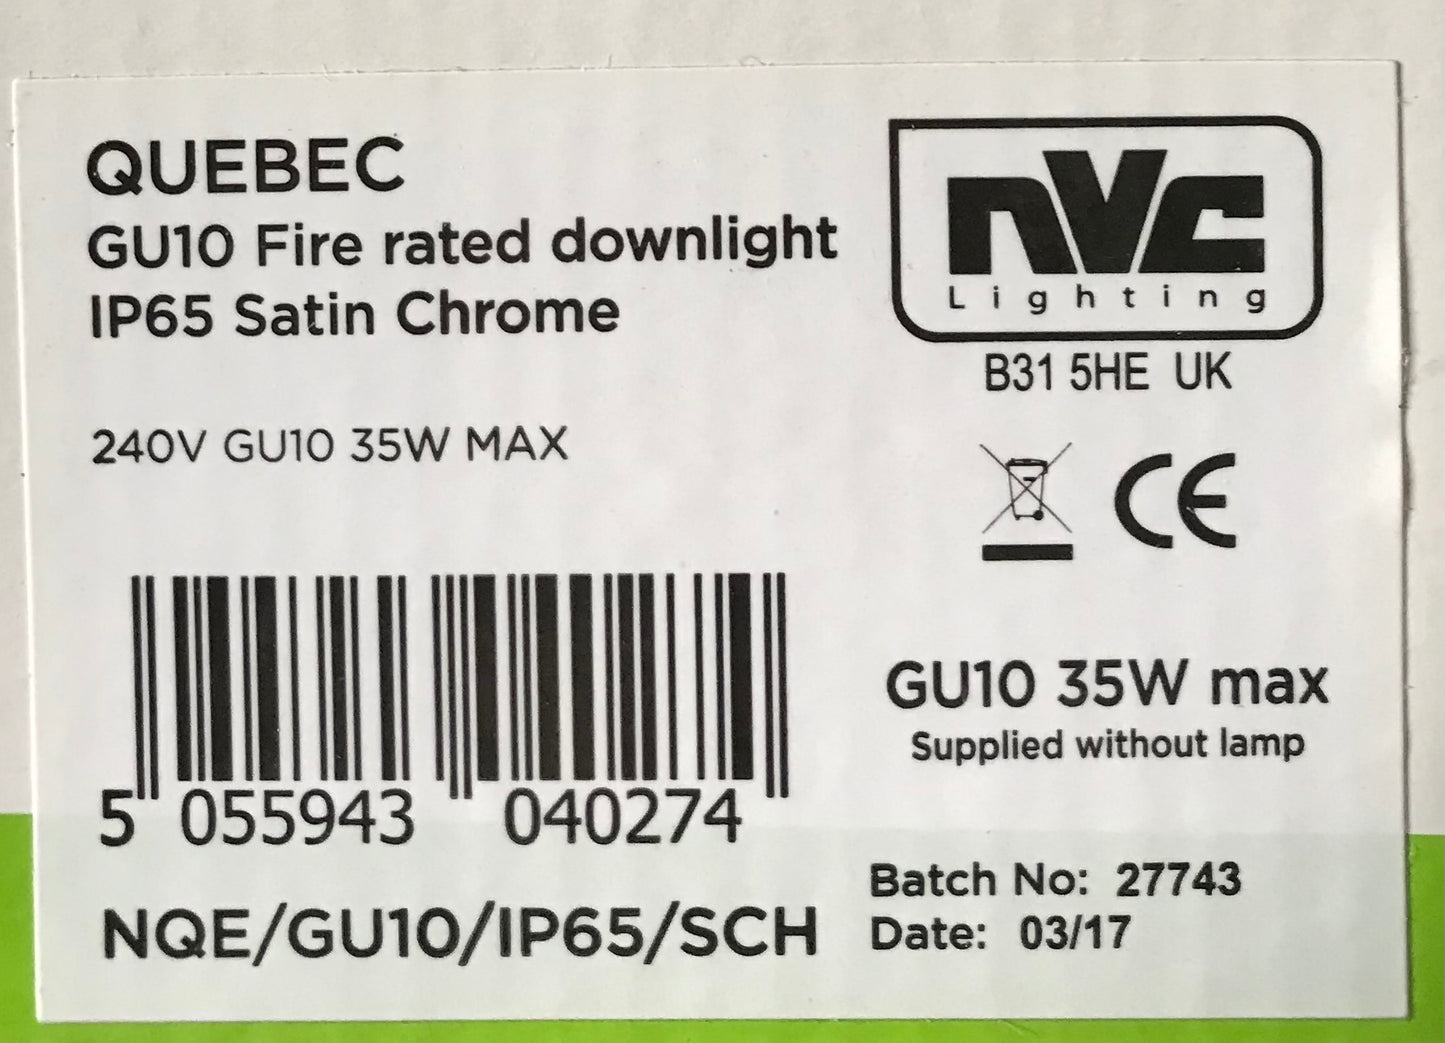 QUEBEC
GU10 Fire rated downlight
IP65 Satin Chrome
240V GU10 35W MAX
5 055943 040274
NQE/GU10/IP65/SCH
nvc
Lighting
B31 5HE UK
CE
GU10 35W max
Supplied without lamp
Batch No: 27743
Date: 03/17